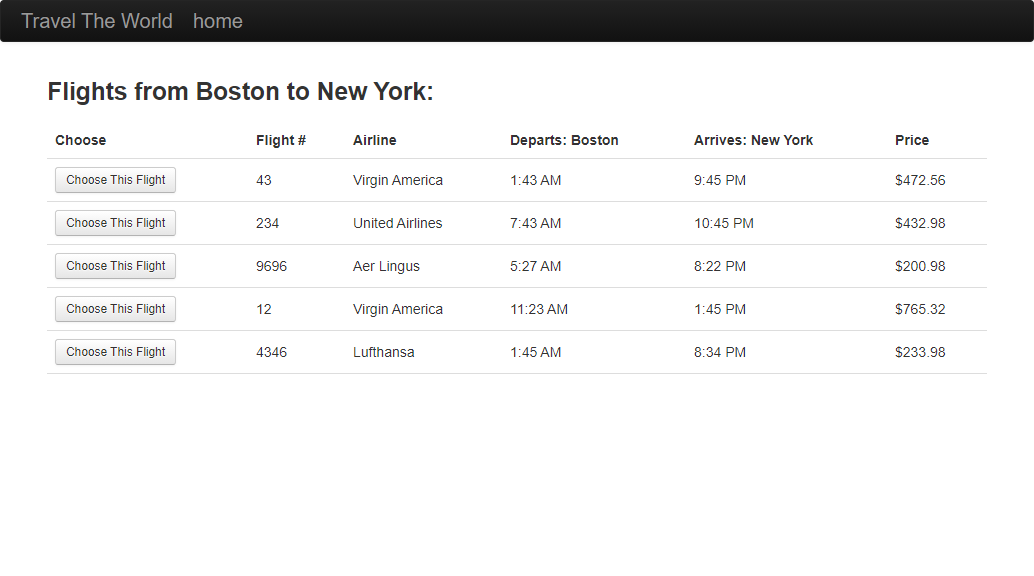 Travel The World home
Flights from Boston to New York:
Choose Flight # Airline Departs: Boston Arrives: New York Price
Choose This Flight 43 Virgin America 1:43 AM 9:45 PM $472.56
Choose This Flight 234 United Airlines 7:43 AM 10:45 PM $432.98
Choose This Flight 9696 Aer Lingus 5:27 AM 8:22 PM $200.98
Choose This Flight 12 Virgin America 11:23 AM 1:45 PM $765.32
Choose This Flight 4346 Lufthansa 1:45 AM 8:34 PM $233.98